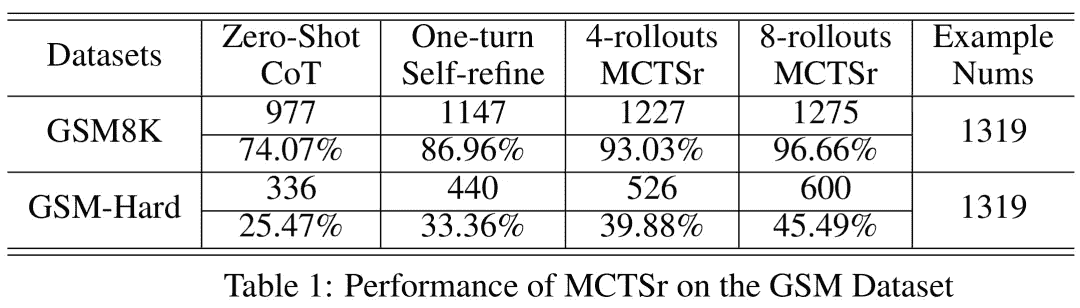 Datasets Zero-Shot CoT One-turn Self-refine 4-rollouts MCTSr 8-rollouts MCTSr Example Nums
GSM8K 977 1147 1227 1275 1319
74.07% 86.96% 93.03% 96.66%
GSM-Hard 336 440 526 600 1319
25.47% 33.36% 39.88% 45.49%
Table 1: Performance of MCTSr on the GSM Dataset